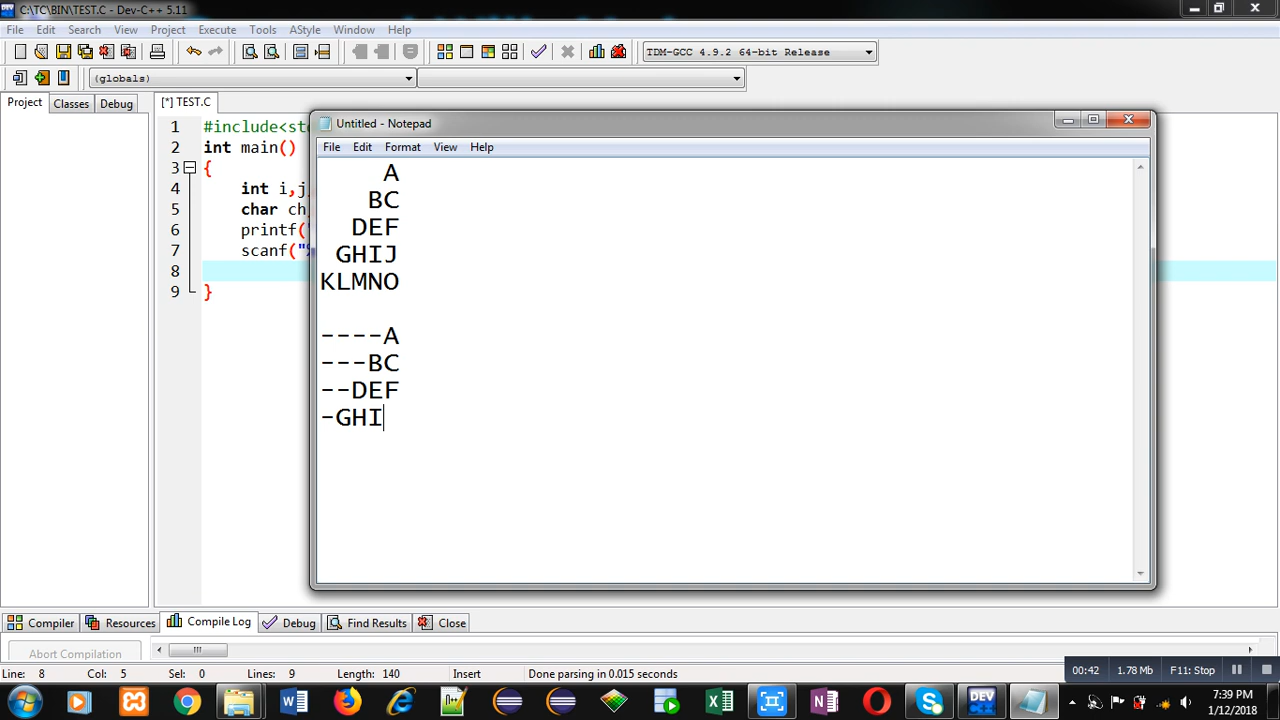 C:\TC\BIN\TEST.C - Dev-C++ 5.11
File Edit Search View Project Execute Tools AStyle Window Help
TDM-GCC 4.9.2 64-bit Release
(globals)
Project Classes Debug
[*] TEST.C
1 #include<st
2 int main()
3 {
4 int i,j
5 char ch
6 printf("
7 scanf("
8
9 }
Untitled - Notepad
File Edit Format View Help
A
BC
DEF
GHIJ
KLMNO
----A
---BC
--DEF
-GHI
Compiler Resources Compile Log Debug Find Results Close
Abort Compilation
Line: 8 Col: 5 Sel: 0 Lines: 9 Length: 140 Insert Done parsing in 0.015 seconds
00:42 1.78 Mb F11: Stop
7:39 PM
1/12/2018